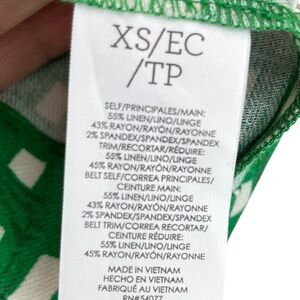 XS/EC
/TP
SELF/PRINCIPALES/MAIN:
55% LINEN/LINO/LINGE
43% RAYON/RAYÓN/RAYONNE
2% SPANDEX/SPANDEX/SPANDEX
TRIM/RECORTAR/RÉDUIRE:
55% LINEN/LINO/LINGE
45% RAYON/RAYÓN/RAYONNE
BELT SELF/CORREA PRINCIPALES/
CEINTURE MAIN:
55% LINEN/LINO/LINGE
43% RAYON/RAYÓN/RAYONNE
2% SPANDEX/SPANDEX/SPANDEX
BELT TRIM/CORREA RECORTAR/
CEINTURE RÉDUIRE:
55% LINEN/LINO/LINGE
45% RAYON/RAYÓN/RAYONNE
MADE IN VIETNAM
HECHO EN VIETNAM
FABRIQUÉ AU VIETNAM
RN#54077